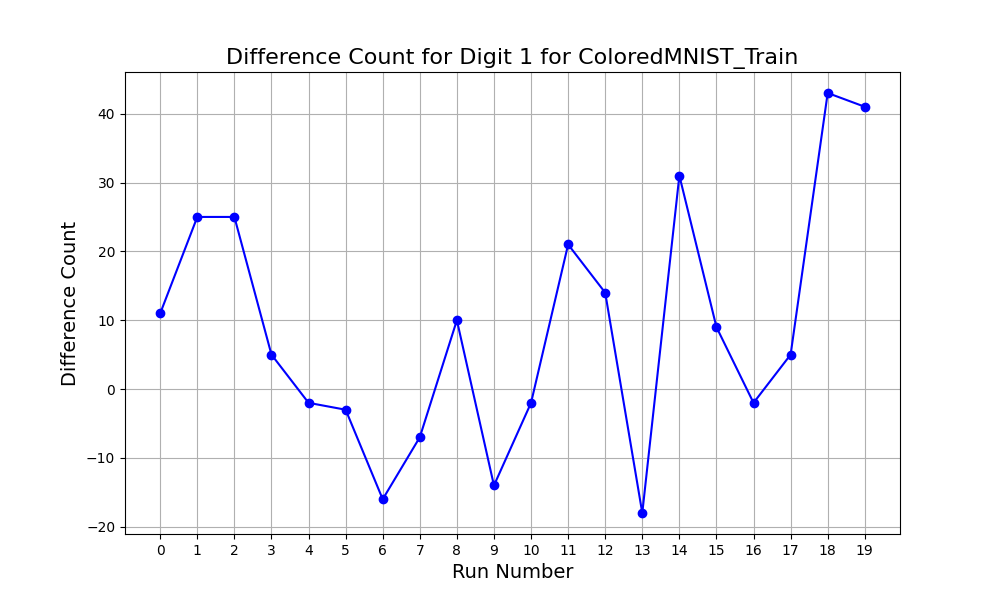 Difference Count for Digit 1 for ColoredMNIST_Train
Difference Count
40
30
20
10
0
−10
−20
0 1 2 3 4 5 6 7 8 9 10 11 12 13 14 15 16 17 18 19
Run Number